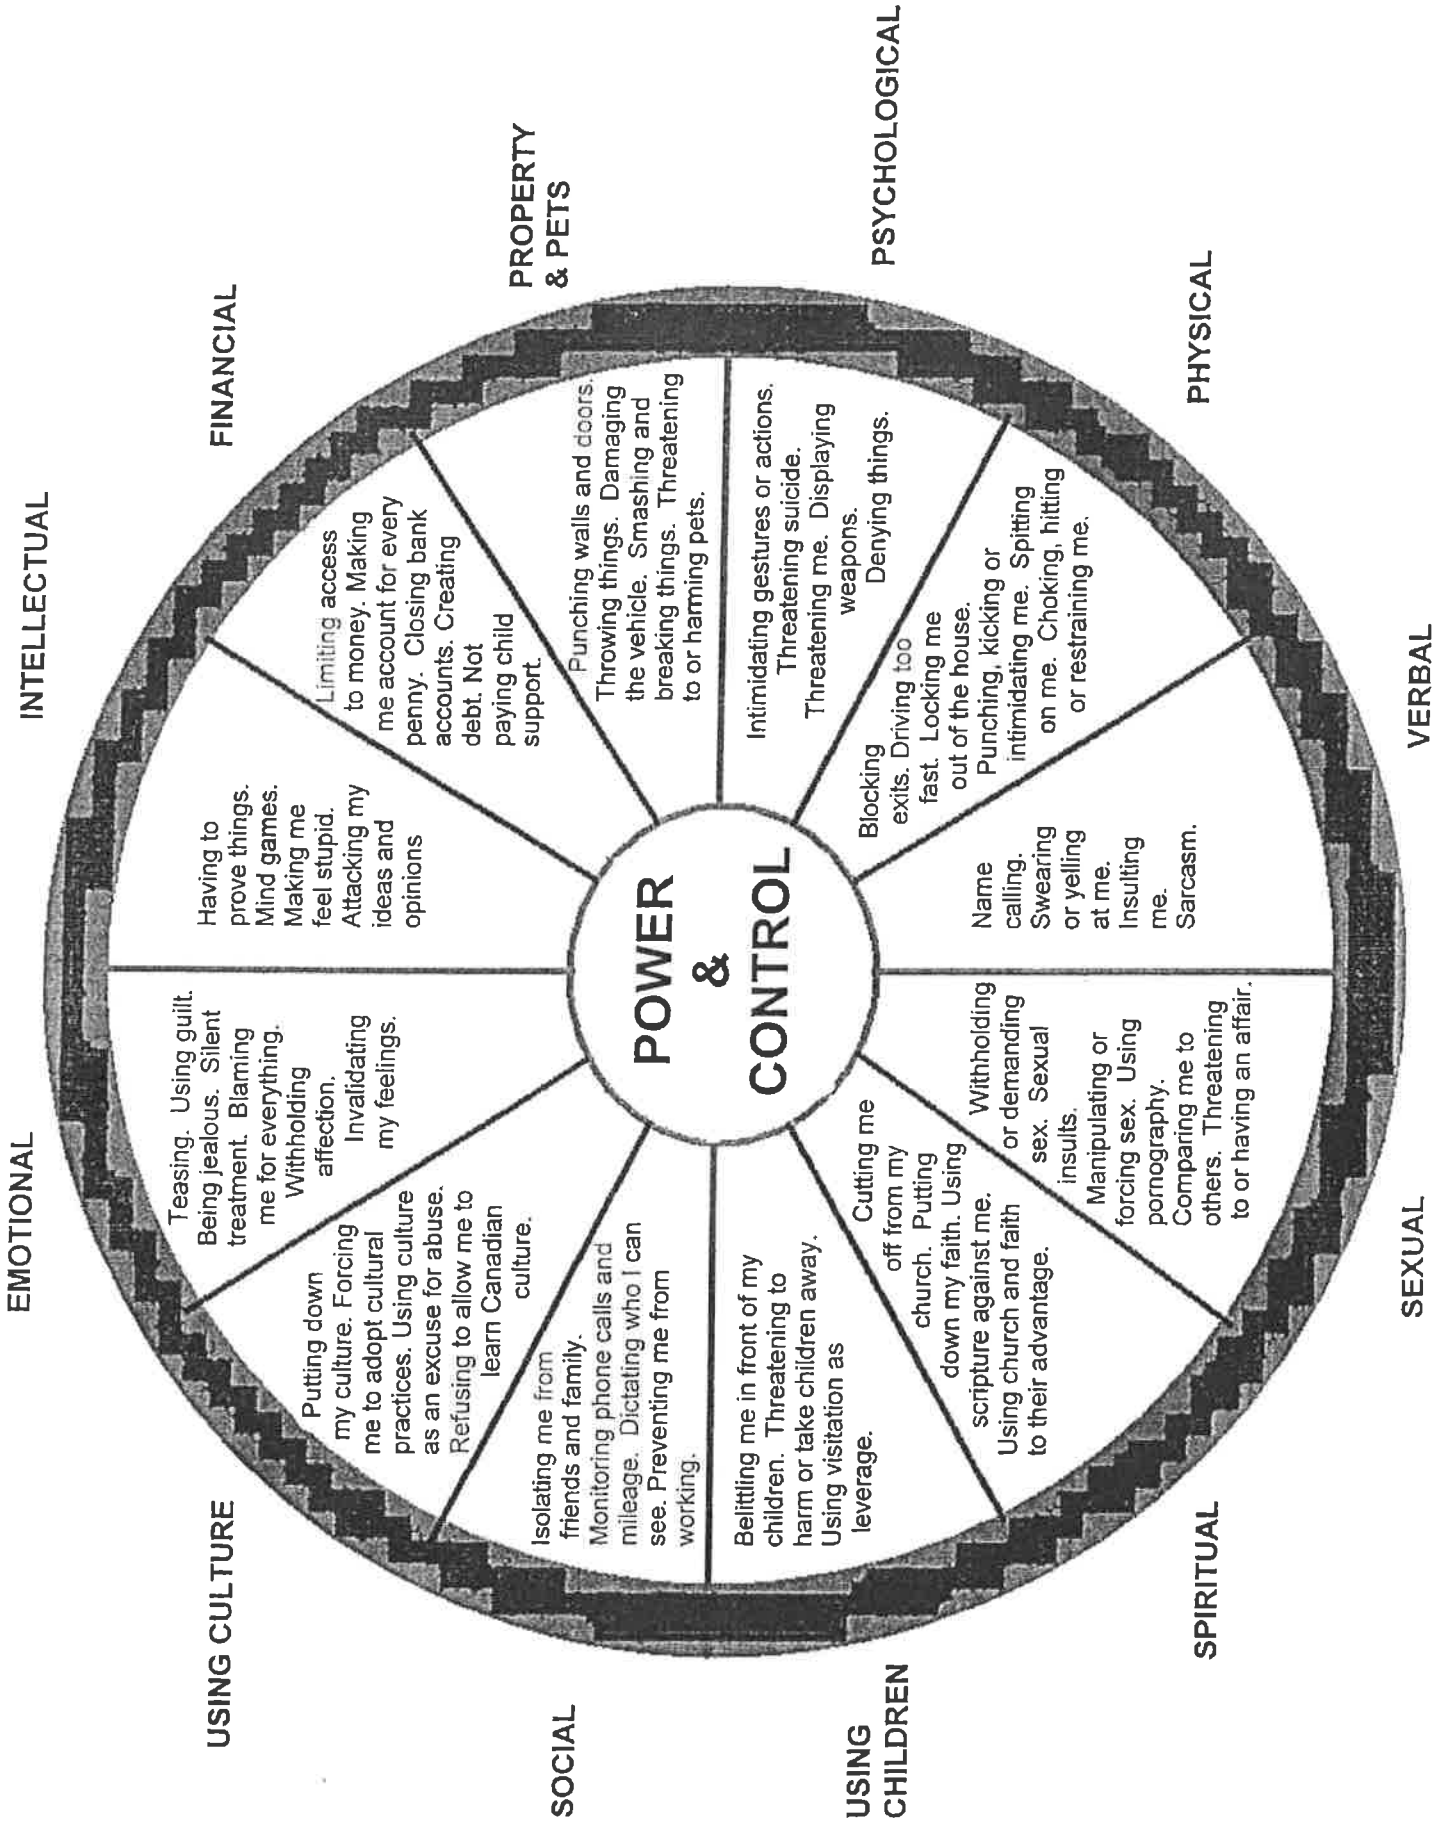 EMOTIONAL
Teasing. Using guilt.
Being jealous. Silent
treatment. Blaming
me for everything.
Withholding
affection.
Invalidating
my feelings.
INTELLECTUAL
Having to
prove things.
Mind games.
Making me
feel stupid.
Attacking my
ideas and
opinions
FINANCIAL
Limiting access
to money. Making
me account for every
penny. Closing bank
accounts. Creating
debt. Not
paying child
support.
PROPERTY
& PETS
Punching walls and doors.
Throwing things. Damaging
the vehicle. Smashing and
breaking things. Threatening
to or harming pets.
PSYCHOLOGICAL
Intimidating gestures or actions.
Threatening suicide.
Threatening me. Displaying
weapons.
Denying things.
PHYSICAL
Blocking
exits. Driving too
fast. Locking me
out of the house.
Punching, kicking or
intimidating me. Spitting
on me. Choking, hitting
or restraining me.
VERBAL
Name
calling.
Swearing
or yelling
at me.
Insulting
me.
Sarcasm.
SEXUAL
Withholding
or demanding
sex. Sexual
insults.
Manipulating or
forcing sex. Using
pornography.
Comparing me to
others. Threatening
to or having an affair.
SPIRITUAL
Cutting me
off from my
church. Putting
down my faith. Using
scripture against me.
Using church and faith
to their advantage.
USING
CHILDREN
Belittling me in front of my
children. Threatening to
harm or take children away.
Using visitation as
leverage.
SOCIAL
Isolating me from
friends and family.
Monitoring phone calls and
mileage. Dictating who I can
see. Preventing me from
working.
USING CULTURE
Putting down
my culture. Forcing
me to adopt cultural
practices. Using culture
as an excuse for abuse.
Refusing to allow me to
learn Canadian
culture.
POWER
&
CONTROL